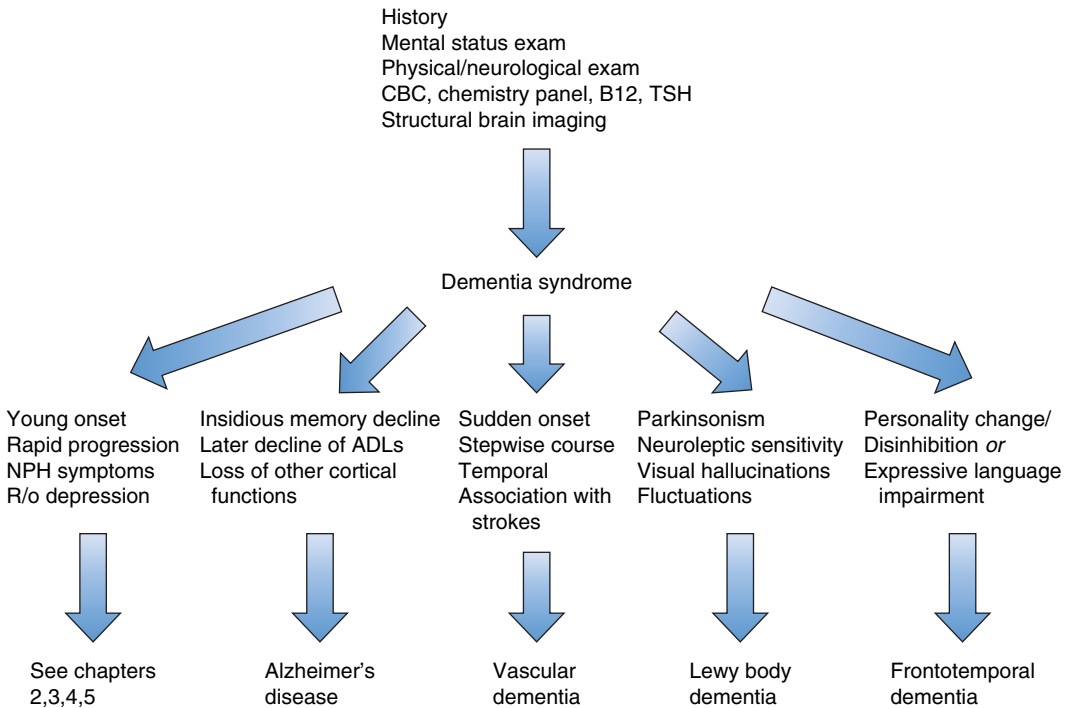 History
Mental status exam
Physical/neurological exam
CBC, chemistry panel, B12, TSH
Structural brain imaging
Dementia syndrome
Young onset
Rapid progression
NPH symptoms
R/o depression
Insidious memory decline
Later decline of ADLs
Loss of other cortical
functions
Sudden onset
Stepwise course
Temporal
Association with
strokes
Parkinsonism
Neuroleptic sensitivity
Visual hallucinations
Fluctuations
Personality change/
Disinhibition or
Expressive language
impairment
See chapters
2,3,4,5
Alzheimer's
disease
Vascular
dementia
Lewy body
dementia
Frontotemporal
dementia